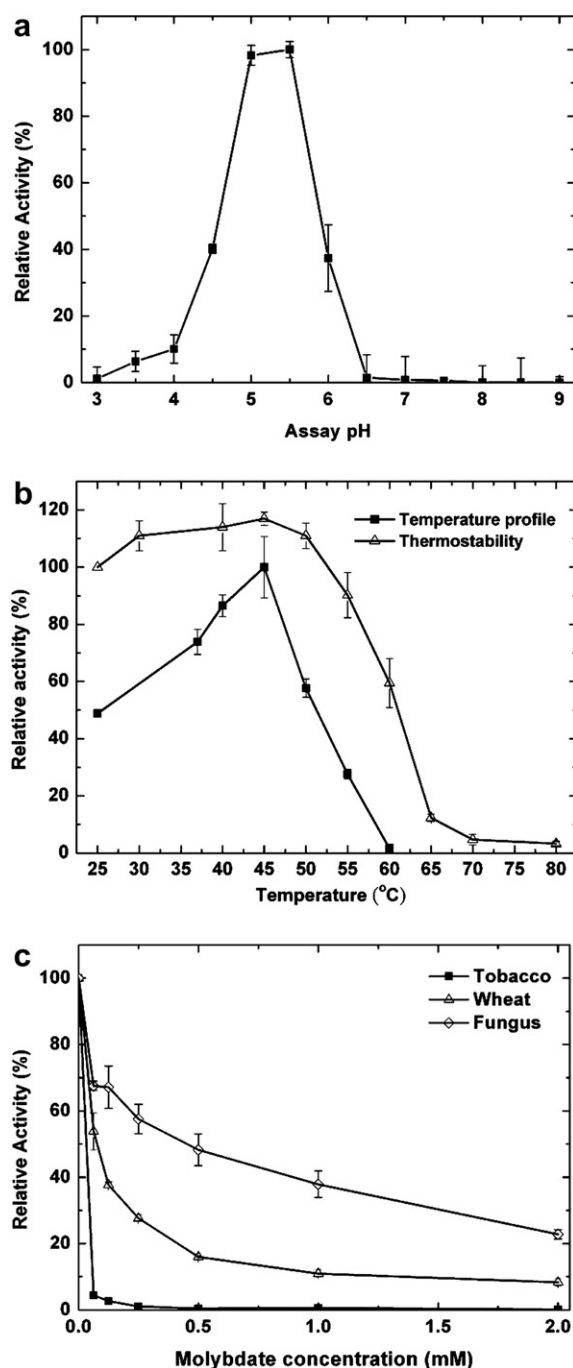 a
Relative Activity (%)
100
80
60
40
20
0
3 4 5 6 7 8 9
Assay pH
b
Relative activity (%)
120
100
80
60
40
20
0
Temperature profile
Thermostability
25 30 35 40 45 50 55 60 65 70 75 80
Temperature (°C)
c
Relative Activity (%)
100
80
60
40
20
0
Tobacco
Wheat
Fungus
0.0 0.5 1.0 1.5 2.0
Molybdate concentration (mM)